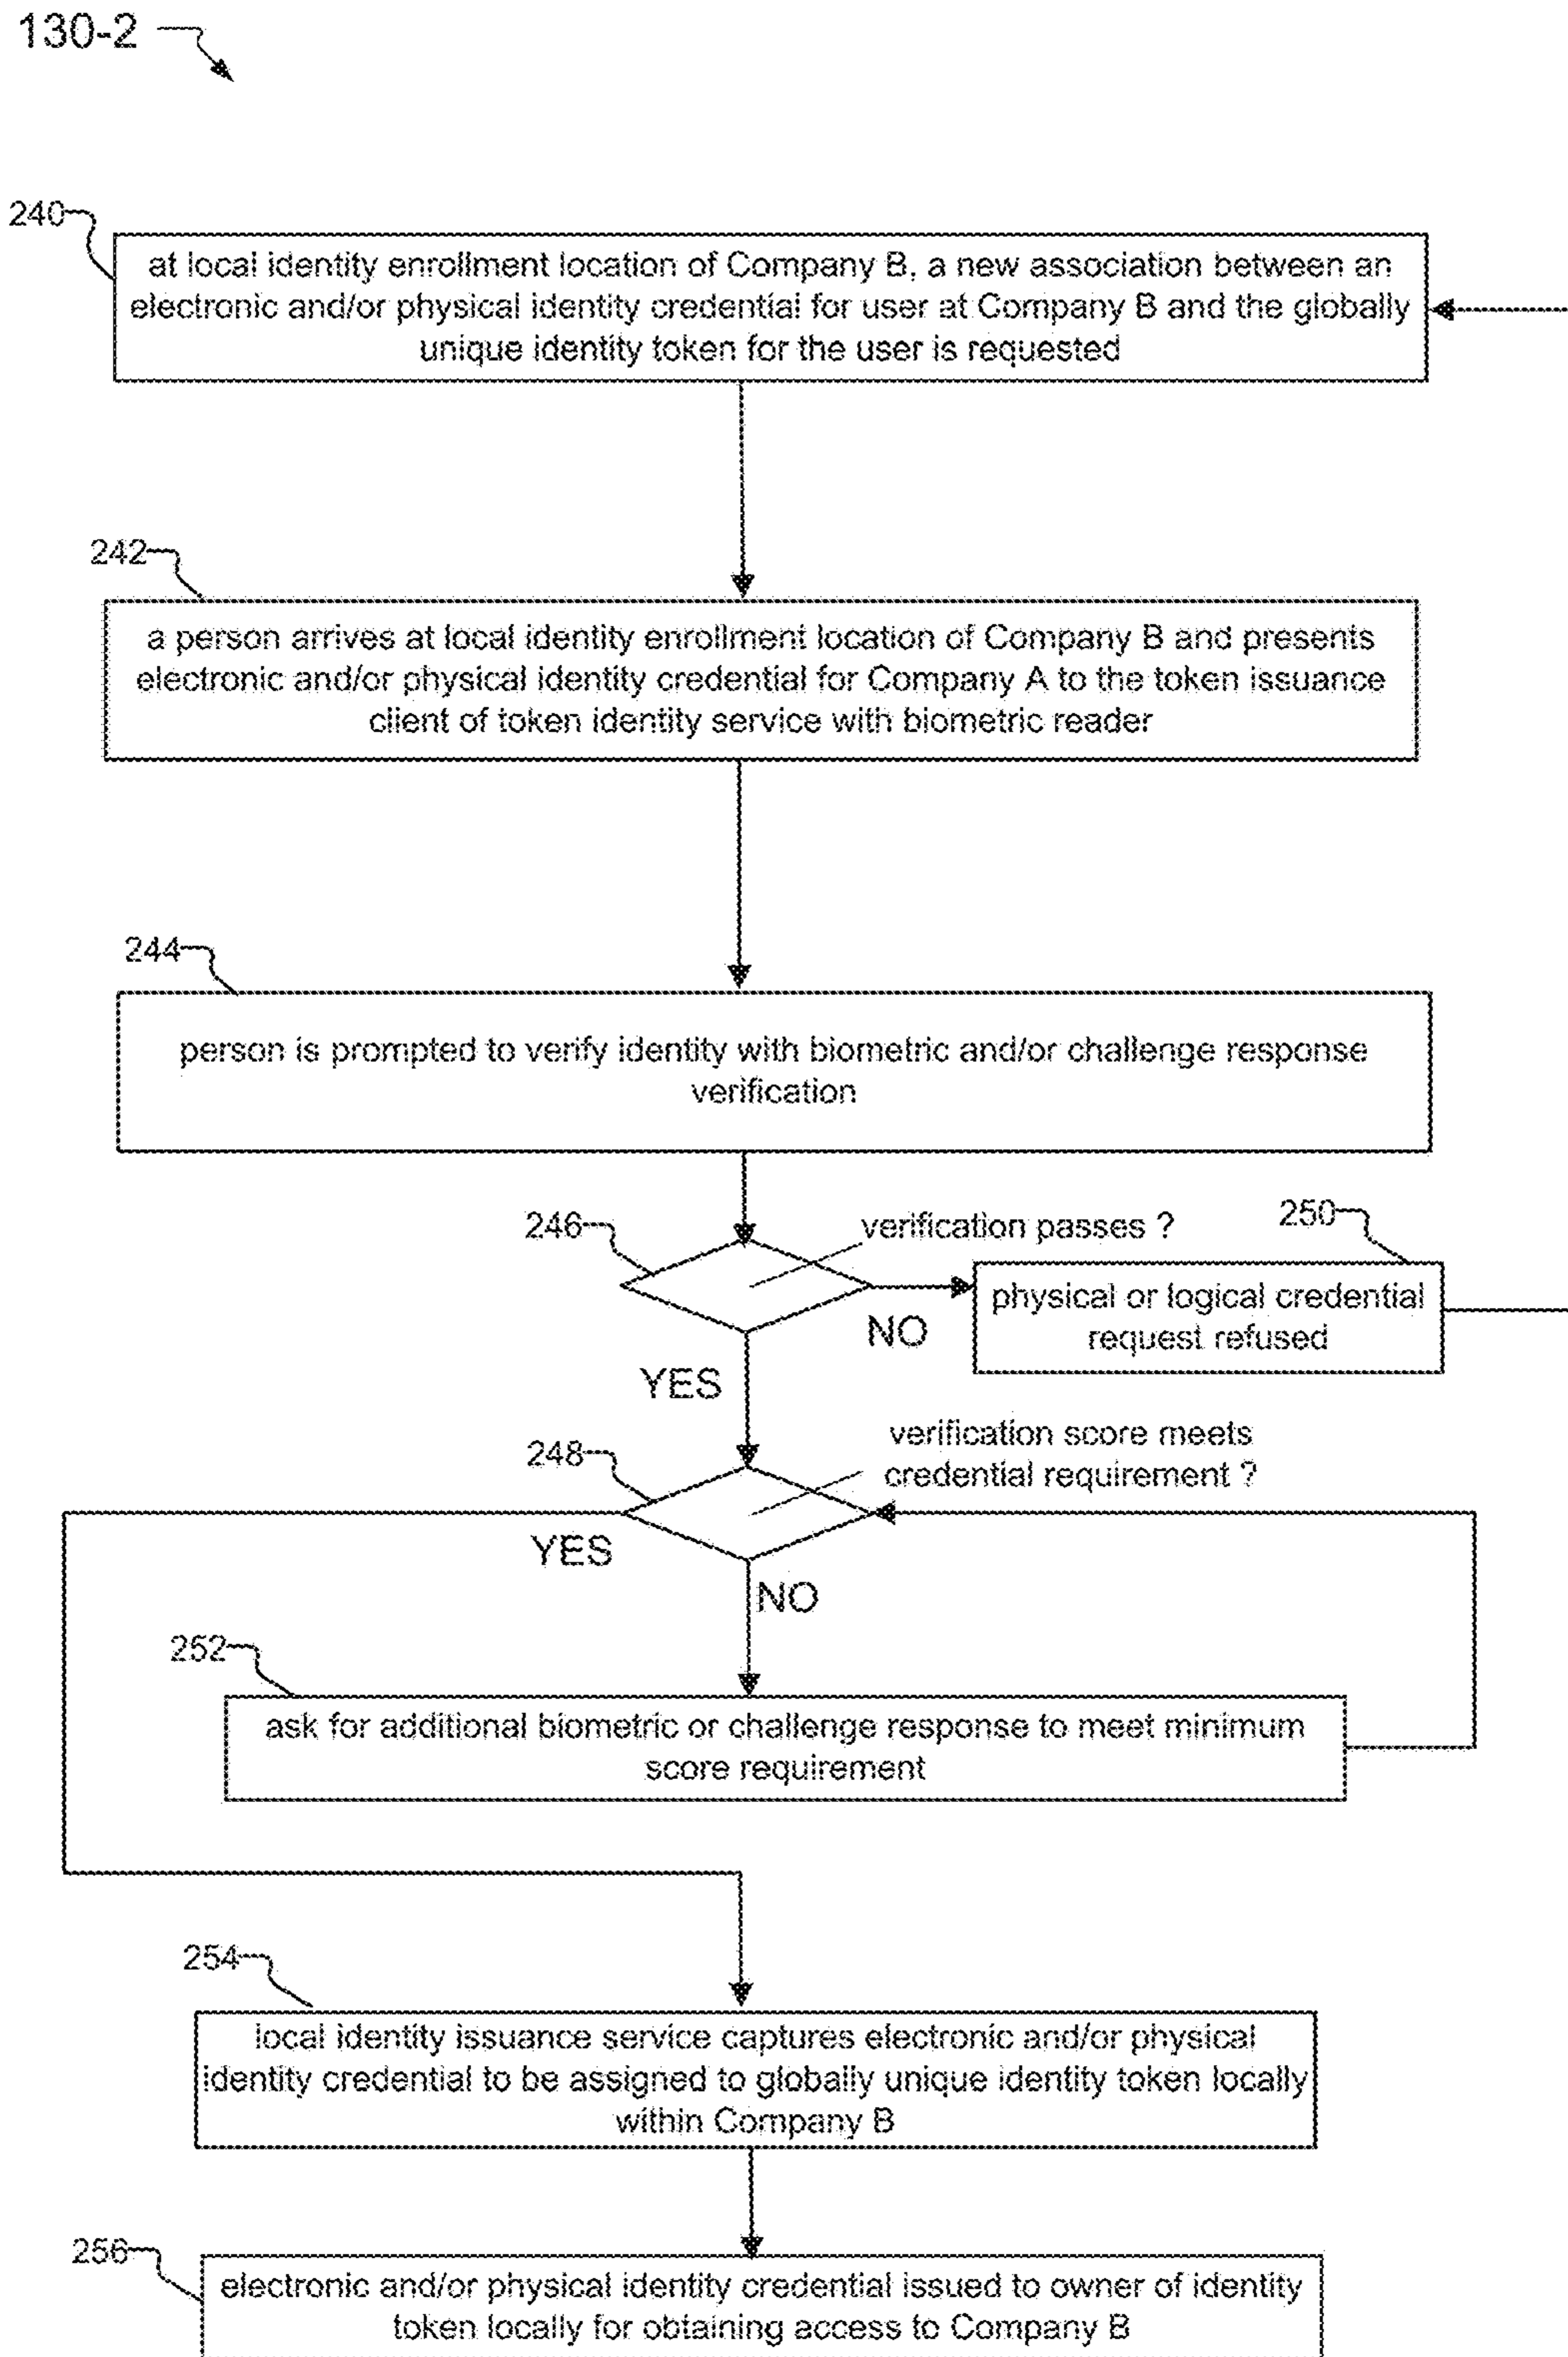 130-2
240
at local identity enrollment location of Company B, a new association between an
electronic and/or physical identity credential for user at Company B and the globally
unique identity token for the user is requested
242
a person arrives at local identity enrollment location of Company B and presents
electronic and/or physical identity credential for Company A to the token issuance
client of token identity service with biometric reader
244
person is prompted to verify identity with biometric and/or challenge response
verification
246
verification passes ?
250
physical or logical credential
request refused
NO
YES
248
verification score meets
credential requirement ?
YES
NO
252
ask for additional biometric or challenge response to meet minimum
score requirement
254
local identity issuance service captures electronic and/or physical
identity credential to be assigned to globally unique identity token locally
within Company B
256
electronic and/or physical identity credential issued to owner of identity
token locally for obtaining access to Company B